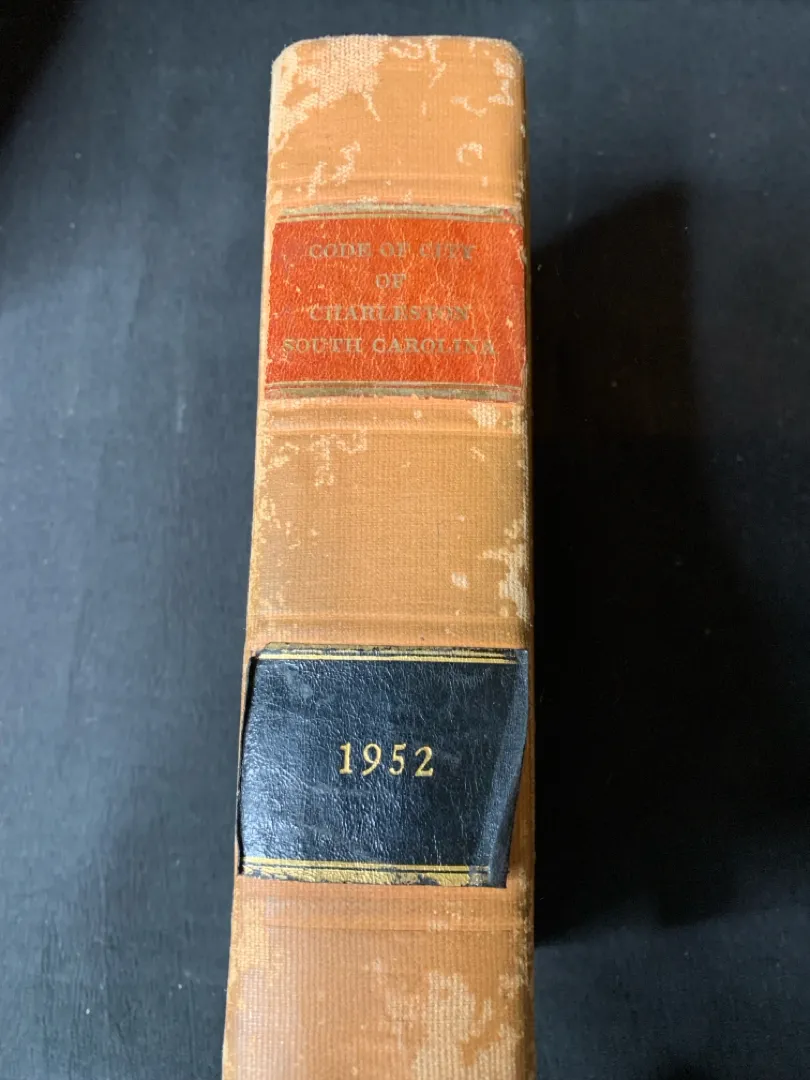 CODE OF CITY
OF
CHARLESTON
SOUTH CAROLINA
1952